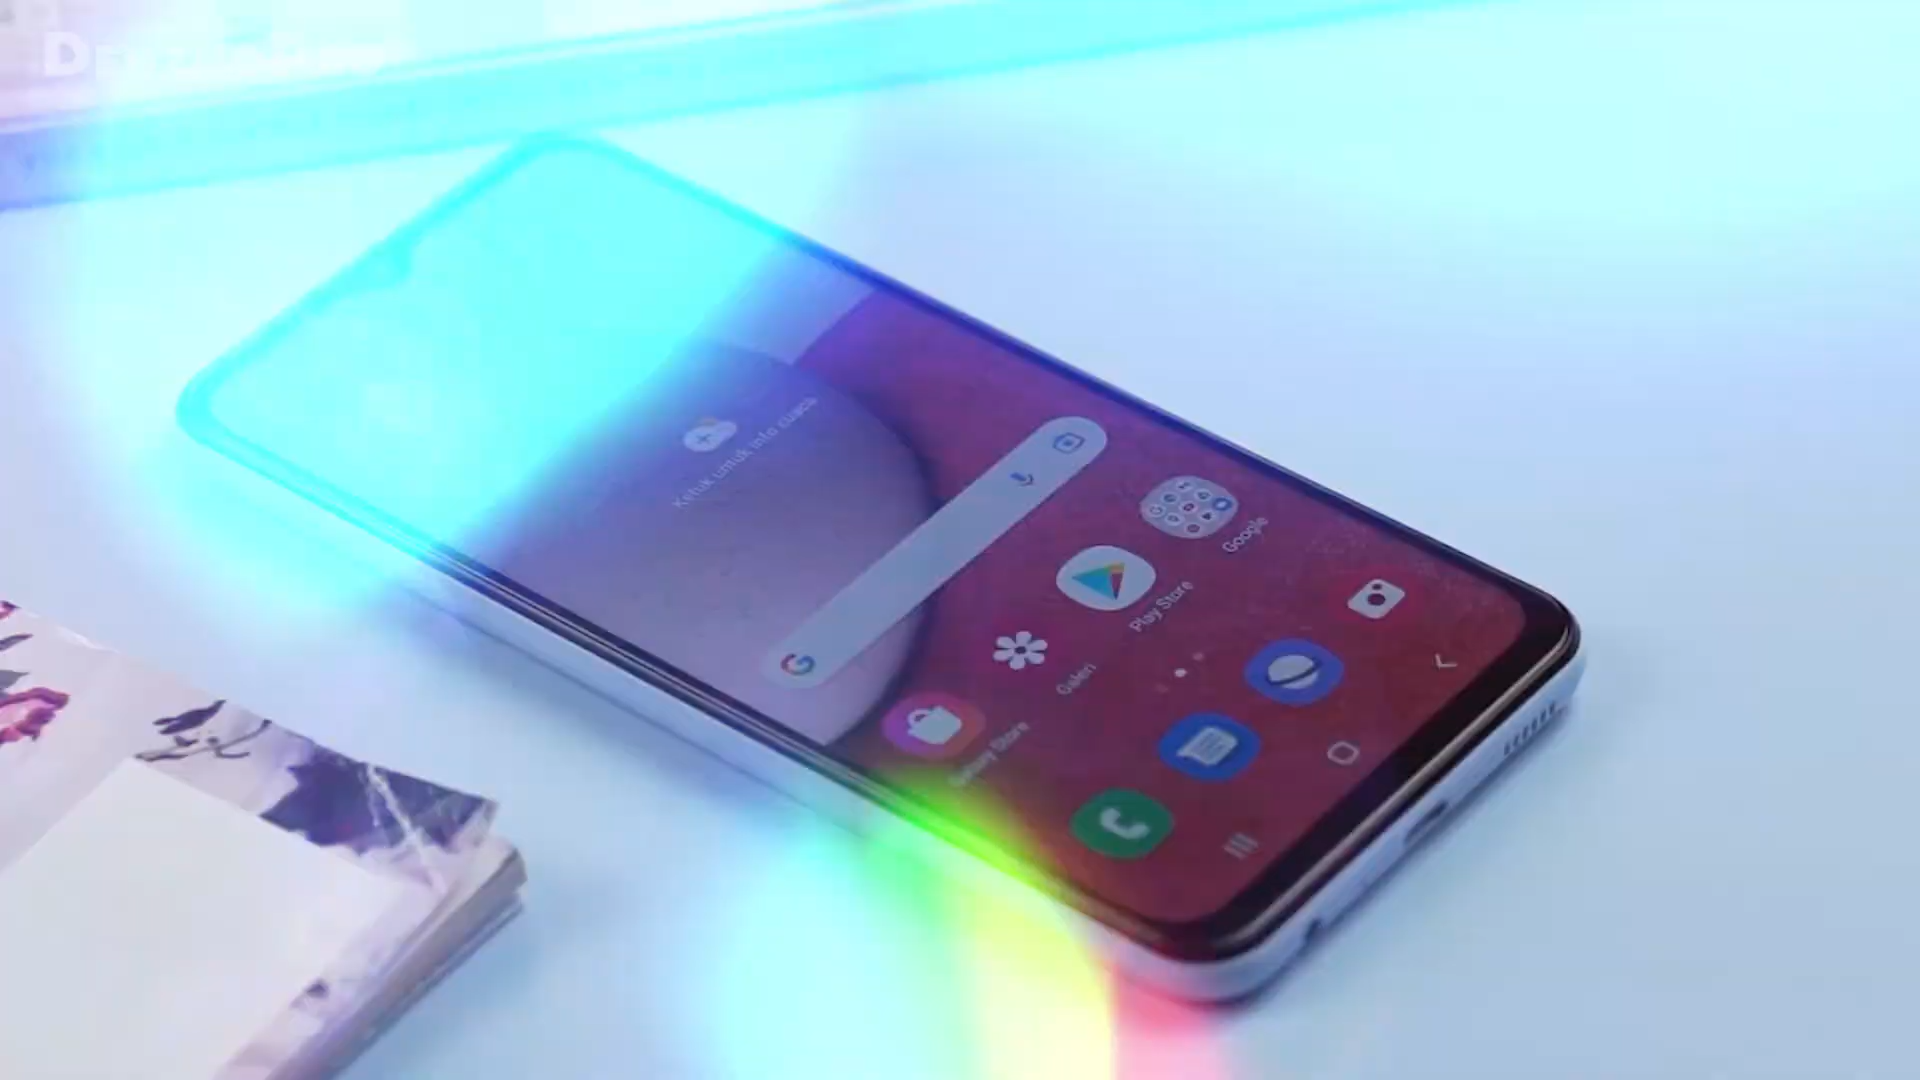 Ketuk untuk info cuaca
Google
Play Store
Galeri
Galaxy Store